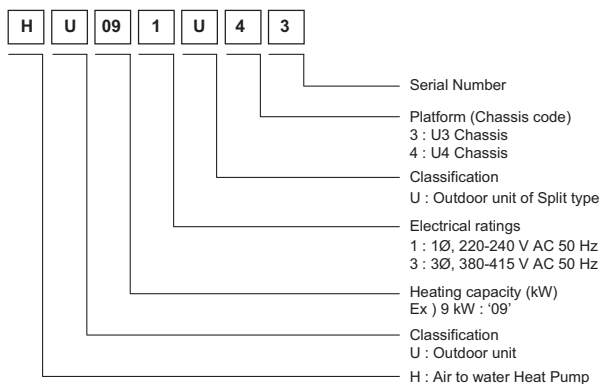 H U 09 1 U 4 3
Serial Number
Platform (Chassis code)
3 : U3 Chassis
4 : U4 Chassis
Classification
U : Outdoor unit of Split type
Electrical ratings
1 : 1Ø, 220-240 V AC 50 Hz
3 : 3Ø, 380-415 V AC 50 Hz
Heating capacity (kW)
Ex ) 9 kW : ‘09’
Classification
U : Outdoor unit
H : Air to water Heat Pump